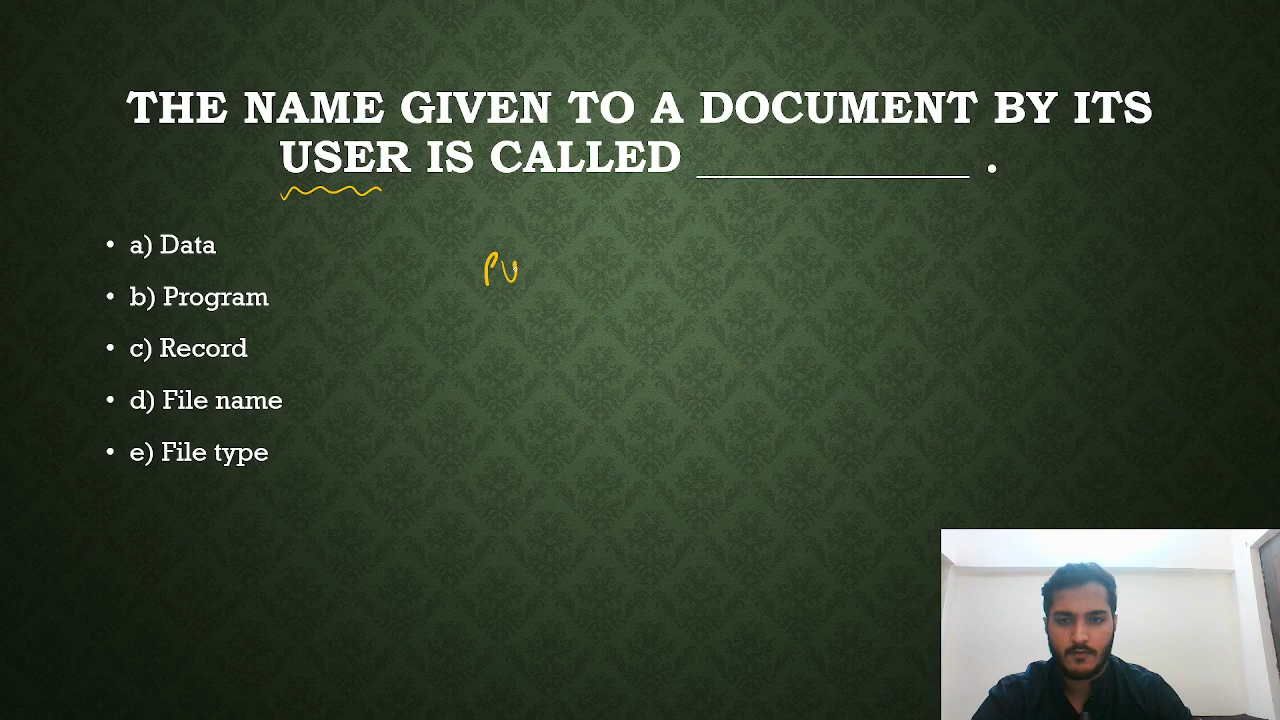 THE NAME GIVEN TO A DOCUMENT BY ITS
USER IS CALLED ______________ .
• a) Data
• b) Program
• c) Record
• d) File name
• e) File type